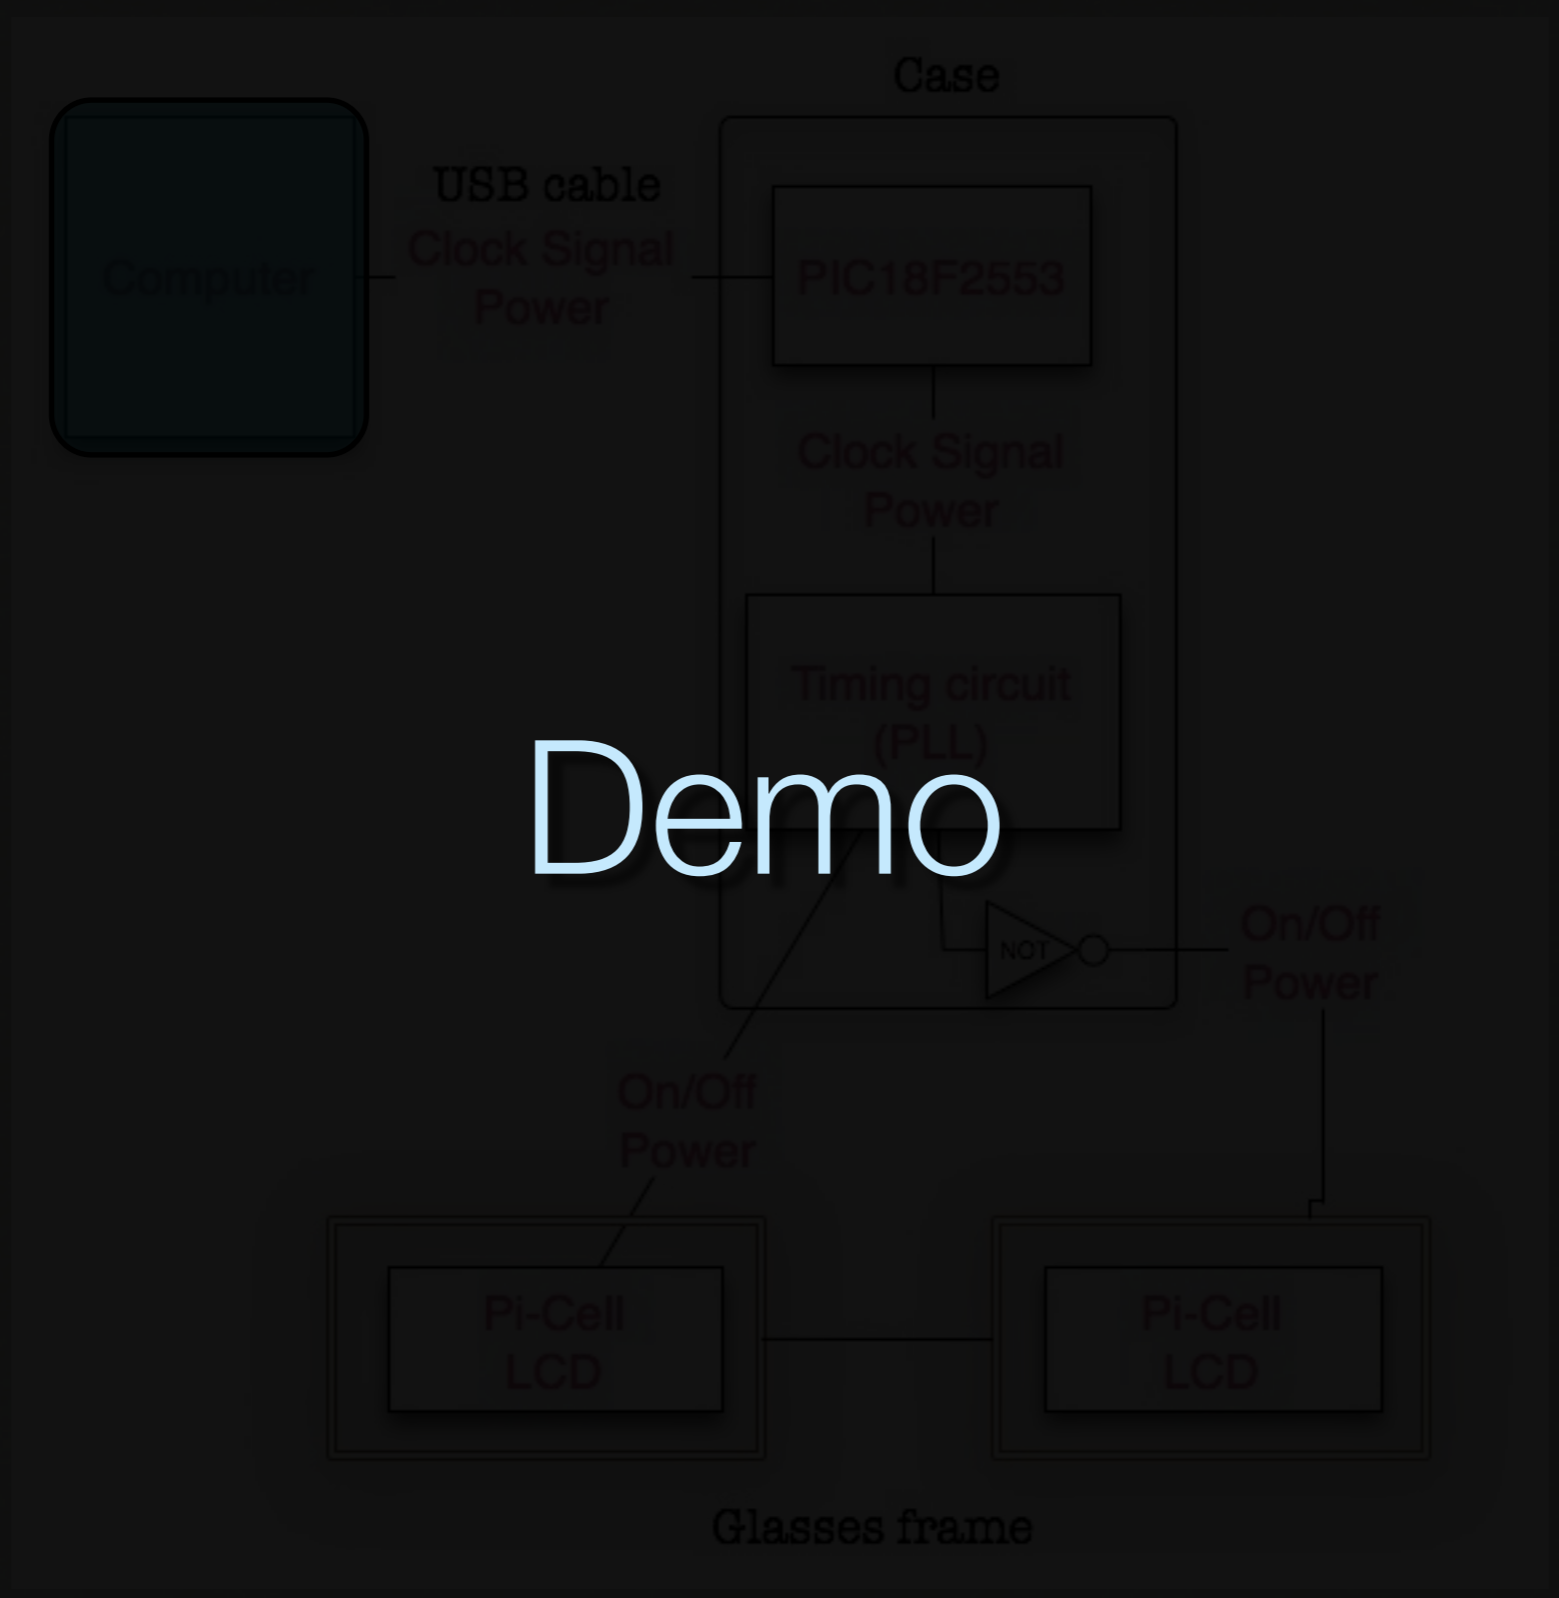 Case
USB cable
Clock Signal
Power
Computer
PIC18F2553
Clock Signal
Power
Timing circuit
(PLL)
Demo
NOT
On/Off
Power
On/Off
Power
Pi-Cell
LCD
Pi-Cell
LCD
Glasses frame